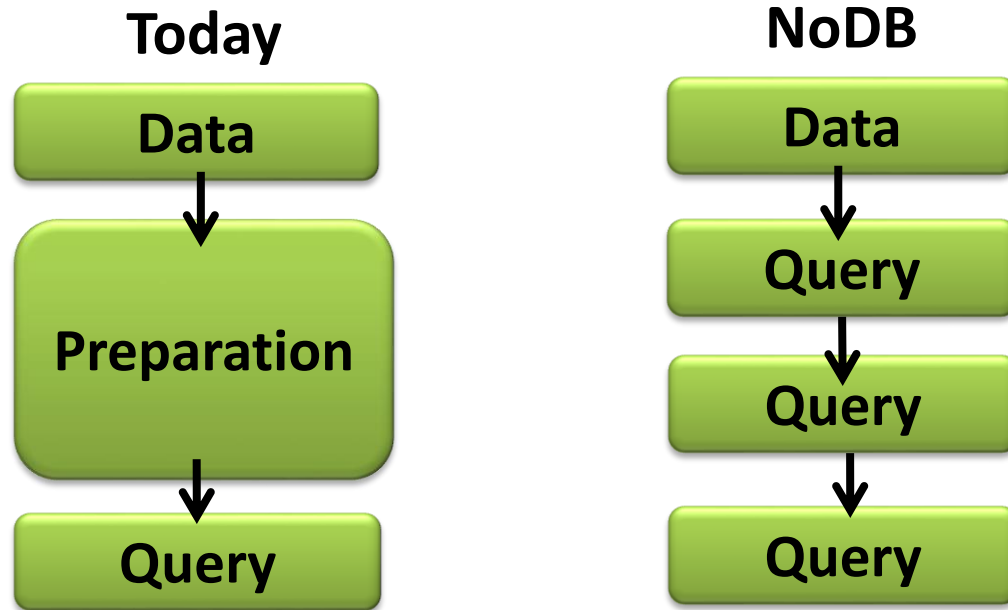 Today
Data
Preparation
Query
NoDB
Data
Query
Query
Query